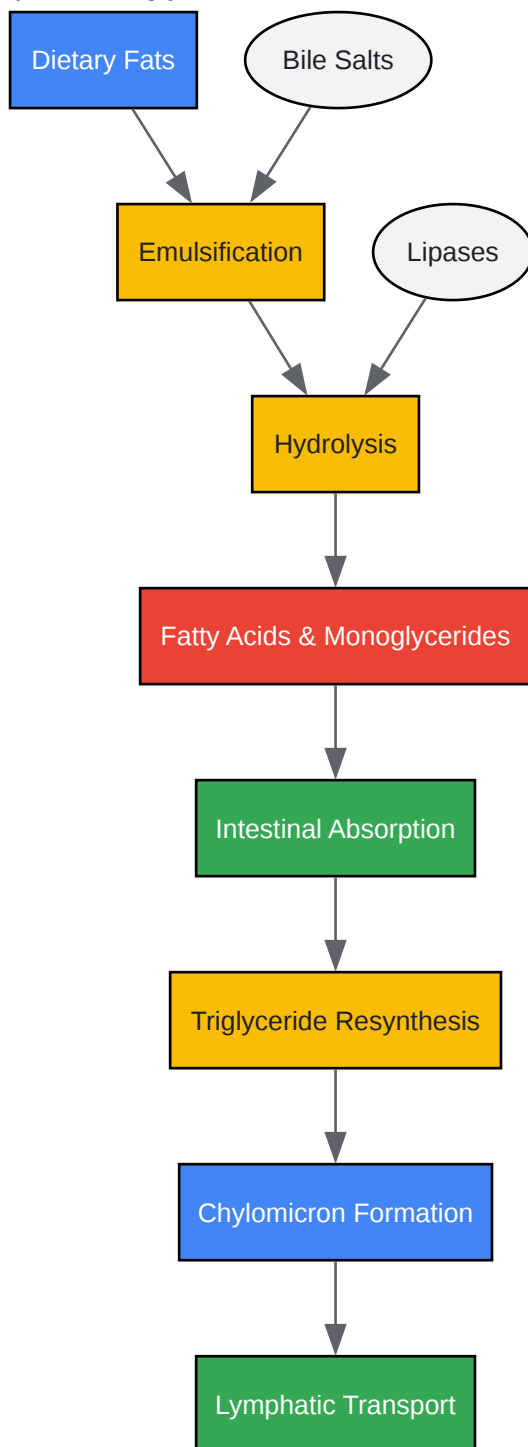 Dietary Fats
Bile Salts
Emulsification
Lipases
Hydrolysis
Fatty Acids & Monoglycerides
Intestinal Absorption
Triglyceride Resynthesis
Chylomicron Formation
Lymphatic Transport